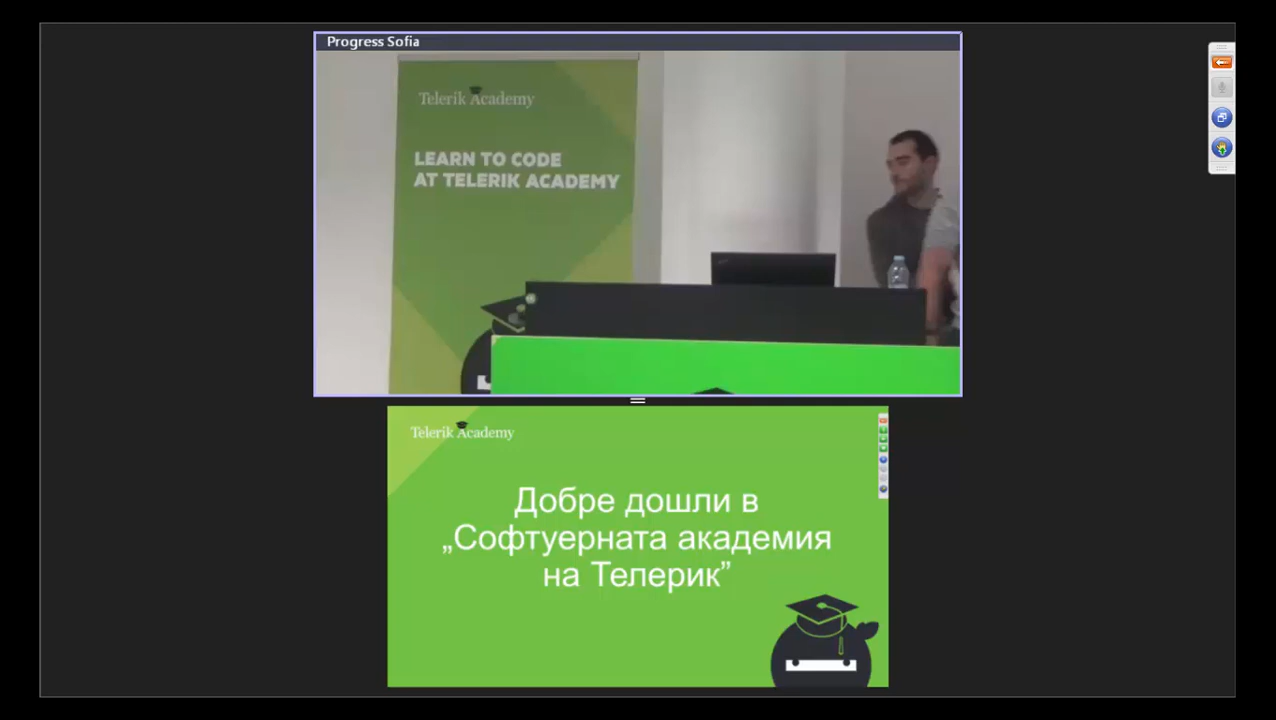 Progress Sofia
Telerik Academy
LEARN TO CODE
AT TELERIK ACADEMY
Telerik Academy
Добре дошли в
„Софтуерната академия
на Телерик”